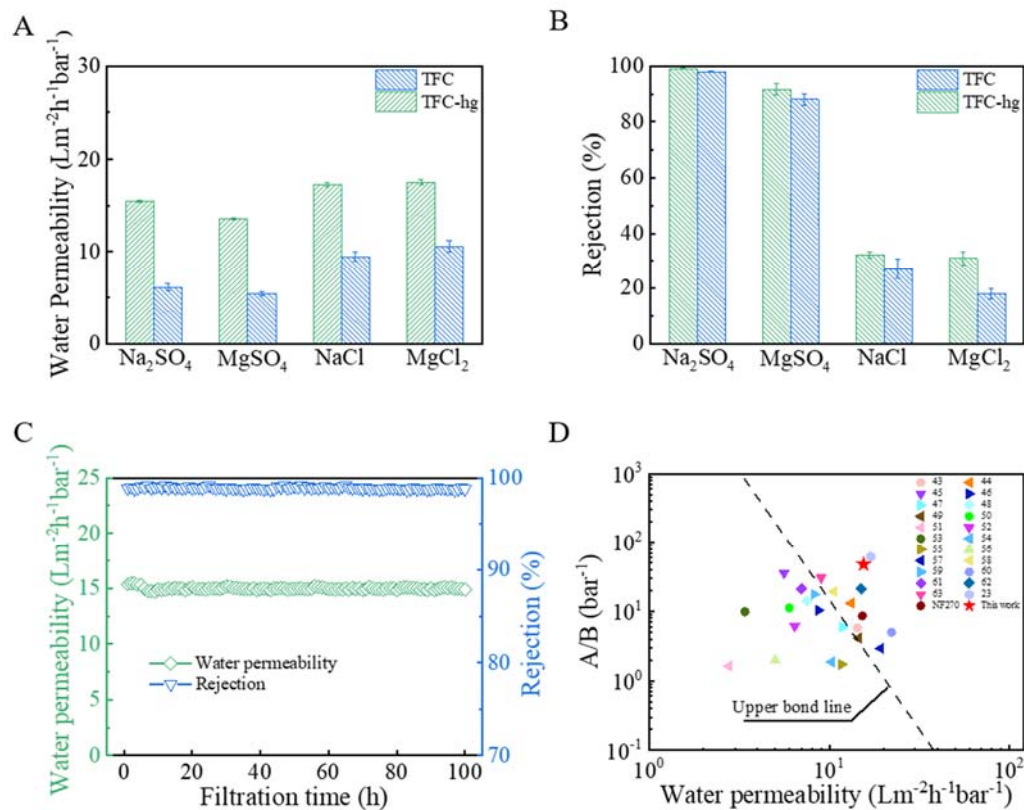 A
Water Permeability (Lm⁻²h⁻¹bar⁻¹)
30
20
10
0
TFC
TFC-hg
Na₂SO₄ MgSO₄ NaCl MgCl₂
B
Rejection (%)
100
80
60
40
20
0
TFC
TFC-hg
Na₂SO₄ MgSO₄ NaCl MgCl₂
C
Water permeability (Lm⁻²h⁻¹bar⁻¹)
25
20
15
10
5
0
100
90
80
70
Rejection (%)
Water permeability
Rejection
0 20 40 60 80 100
Filtration time (h)
D
A/B (bar⁻¹)
10³
10²
10¹
10⁰
10⁻¹
43 44
45 46
47 48
49 50
51 52
53 54
55 56
57 58
59 60
61 62
63 23
NF270 This work
Upper bond line
10⁰ 10¹ 10²
Water permeability (Lm⁻²h⁻¹bar⁻¹)